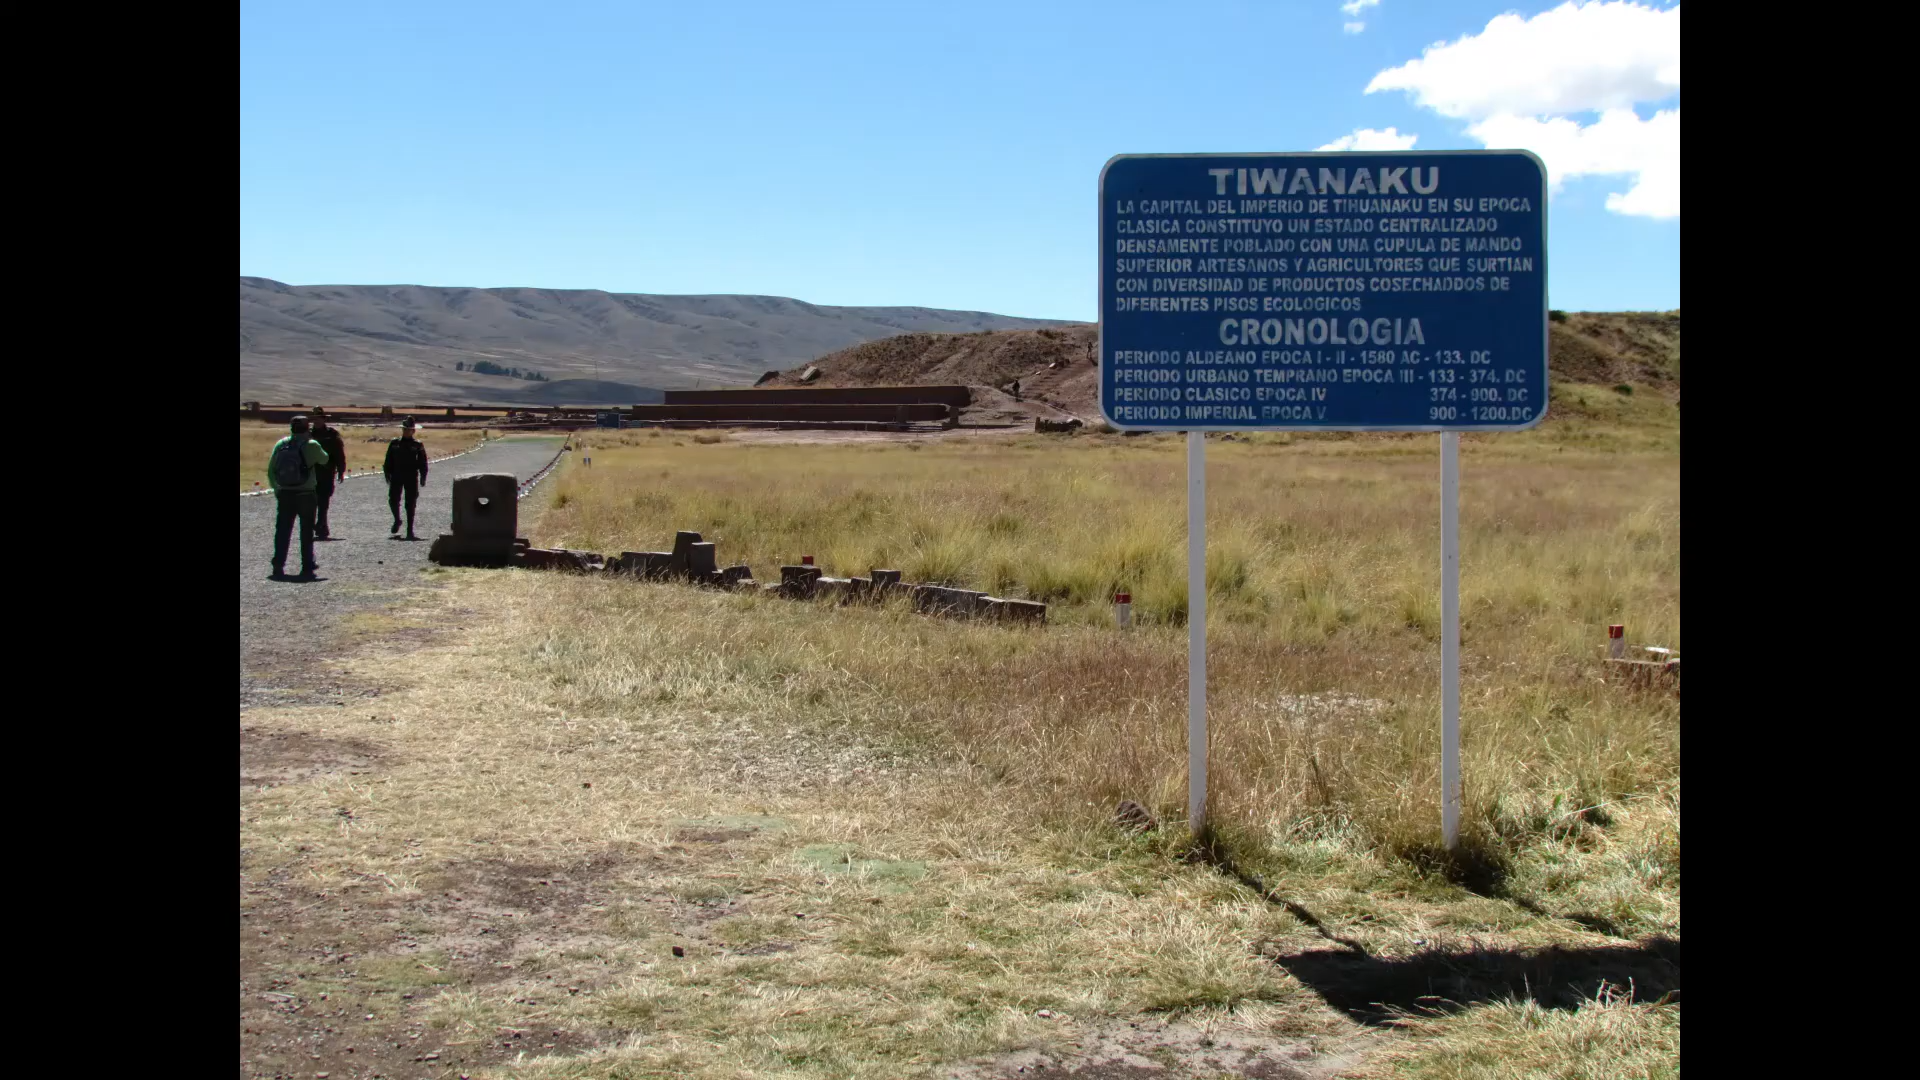 TIWANAKU
LA CAPITAL DEL IMPERIO DE TIHUANAKU EN SU EPOCA
CLASICA CONSTITUYO UN ESTADO CENTRALIZADO
DENSAMENTE POBLADO CON UNA CUPULA DE MANDO
SUPERIOR ARTESANOS Y AGRICULTORES QUE SURTIAN
CON DIVERSIDAD DE PRODUCTOS COSECHADDOS DE
DIFERENTES PISOS ECOLOGICOS
CRONOLOGIA
PERIODO ALDEANO EPOCA I - II - 1580 AC - 133. DC
PERIODO URBANO TEMPRANO EPOCA III - 133 - 374. DC
PERIODO CLASICO EPOCA IV 374 - 900. DC
PERIODO IMPERIAL EPOCA V 900 - 1200.DC